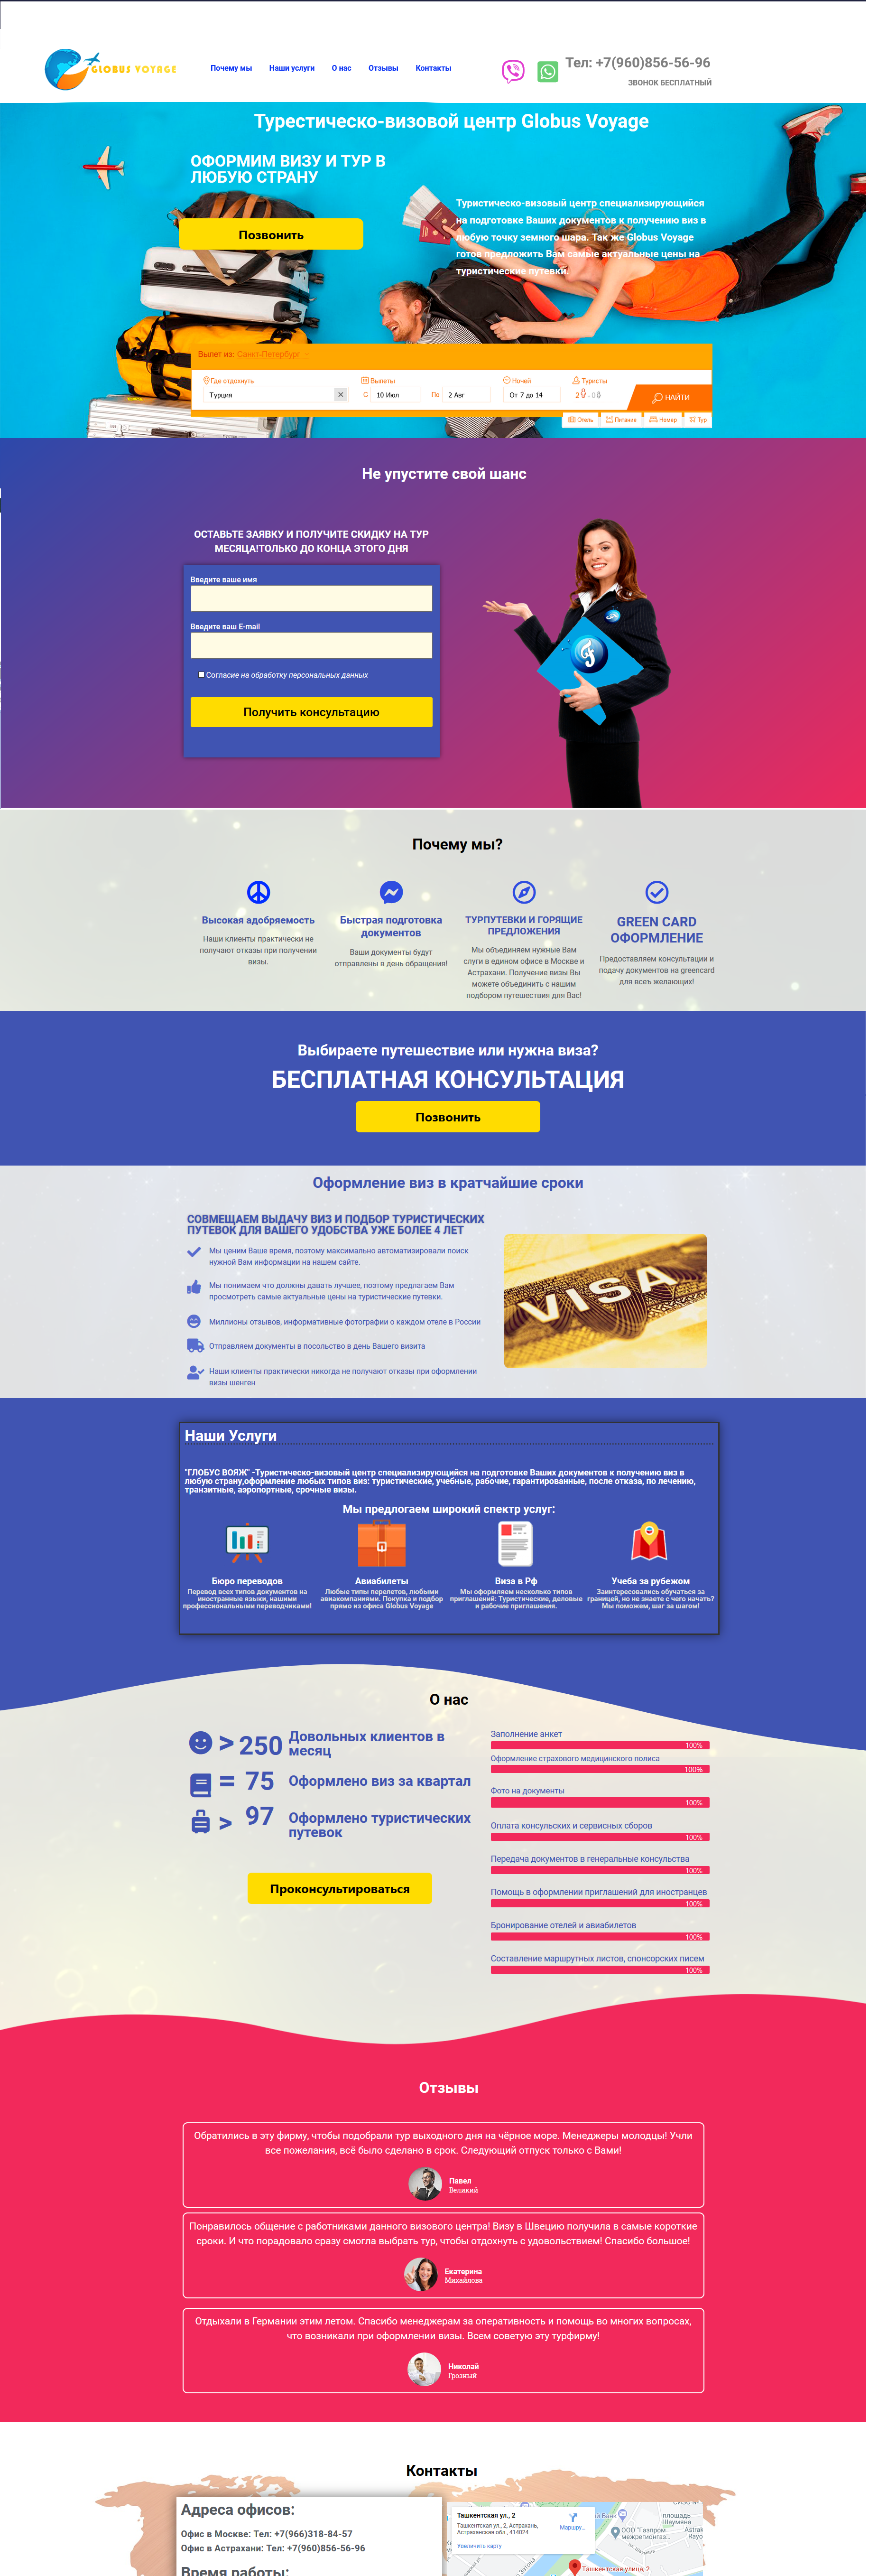 GLOBUS VOYAGE
Почему мы Наши услуги О нас Отзывы Контакты
Тел: +7(960)856-56-96
ЗВОНОК БЕСПЛАТНЫЙ
Турестическо-визовой центр Globus Voyage
ОФОРМИМ ВИЗУ И ТУР В
ЛЮБУЮ СТРАНУ
Позвонить
Туристическо-визовый центр специализирующийся
на подготовке Ваших документов к получению виз в
любую точку земного шара. Так же Globus Voyage
готов предложить Вам самые актуальные цены на
туристические путевки.
Вылет из: Санкт-Петербург
Где отдохнуть Вылеты Ночей Туристы
Турция С 10 Июл По 2 Авг От 7 до 14 2 - 0
НАЙТИ
Отель Питание Номер Тур
Не упустите свой шанс
ОСТАВЬТЕ ЗАЯВКУ И ПОЛУЧИТЕ СКИДКУ НА ТУР
МЕСЯЦА!ТОЛЬКО ДО КОНЦА ЭТОГО ДНЯ
Введите ваше имя
Введите ваш E-mail
Согласие на обработку персональных данных
Получить консультацию
Почему мы?
Высокая адобряемость
Наши клиенты практически не
получают отказы при получении
визы.
Быстрая подготовка
документов
Ваши документы будут
отправлены в день обращения!
ТУРПУТЕВКИ И ГОРЯЩИЕ
ПРЕДЛОЖЕНИЯ
Мы объединяем нужные Вам
слуги в едином офисе в Москве и
Астрахани. Получение визы Вы
можете объединить с нашим
подбором путешествия для Вас!
GREEN CARD
ОФОРМЛЕНИЕ
Предоставляем консультации и
подачу документов на greencard
для всеъ желающих!
Выбираете путешествие или нужна виза?
БЕСПЛАТНАЯ КОНСУЛЬТАЦИЯ
Позвонить
Оформление виз в кратчайшие сроки
СОВМЕЩАЕМ ВЫДАЧУ ВИЗ И ПОДБОР ТУРИСТИЧЕСКИХ
ПУТЕВОК ДЛЯ ВАШЕГО УДОБСТВА УЖЕ БОЛЕЕ 4 ЛЕТ
Мы ценим Ваше время, поэтому максимально автоматизировали поиск
нужной Вам информации на нашем сайте.
Мы понимаем что должны давать лучшее, поэтому предлагаем Вам
просмотреть самые актуальные цены на туристические путевки.
Миллионы отзывов, информативные фотографии о каждом отеле в России
Отправляем документы в посольство в день Вашего визита
Наши клиенты практически никогда не получают отказы при оформлении
визы шенген
VISA
Наши Услуги
"ГЛОБУС ВОЯЖ" -Туристическо-визовый центр специализирующийся на подготовке Ваших документов к получению виз в
любую страну,оформление любых типов виз: туристические, учебные, рабочие, гарантированные, после отказа, по лечению,
транзитные, аэропортные, срочные визы.
Мы предлогаем широкий спектр услуг:
Бюро переводов
Перевод всех типов документов на
иностранные языки, нашими
профессиональными переводчиками!
Авиабилеты
Любые типы перелетов, любыми
авиакомпаниями. Покупка и подбор
прямо из офиса Globus Voyage
Виза в Рф
Мы оформляем несколько типов
приглашений: Туристические, деловые
и рабочие приглашения.
Учеба за рубежом
Заинтересовались обучаться за
границей, но не знаете с чего начать?
Мы поможем, шаг за шагом!
О нас
> 250 Довольных клиентов в
месяц
= 75 Оформлено виз за квартал
> 97 Оформлено туристических
путевок
Проконсультироваться
Заполнение анкет
100%
Оформление страхового медицинского полиса
100%
Фото на документы
100%
Оплата консульских и сервисных сборов
100%
Передача документов в генеральные консульства
100%
Помощь в оформлении приглашений для иностранцев
100%
Бронирование отелей и авиабилетов
100%
Составление маршрутных листов, спонсорских писем
100%
Отзывы
Обратились в эту фирму, чтобы подобрали тур выходного дня на чёрное море. Менеджеры молодцы! Учли
все пожелания, всё было сделано в срок. Следующий отпуск только с Вами!
Павел
Великий
Понравилось общение с работниками данного визового центра! Визу в Швецию получила в самые короткие
сроки. И что порадовало сразу смогла выбрать тур, чтобы отдохнуть с удовольствием! Спасибо большое!
Екатерина
Михайлова
Отдыхали в Германии этим летом. Спасибо менеджерам за оперативность и помощь во многих вопросах,
что возникали при оформлении визы. Всем советую эту турфирму!
Николай
Грозный
Контакты
Адреса офисов:
Офис в Москве: Тел: +7(966)318-84-57
Офис в Астрахани: Тел: +7(960)856-56-96
Время работы:
Ташкентская ул., 2
Ташкентская ул., 2, Астрахань,
Астраханская обл., 414024
Маршру...
Увеличить карту
площадь
Шаумяна
ООО "Газпром
межрегионгаз...
Ташкентская улица, 2